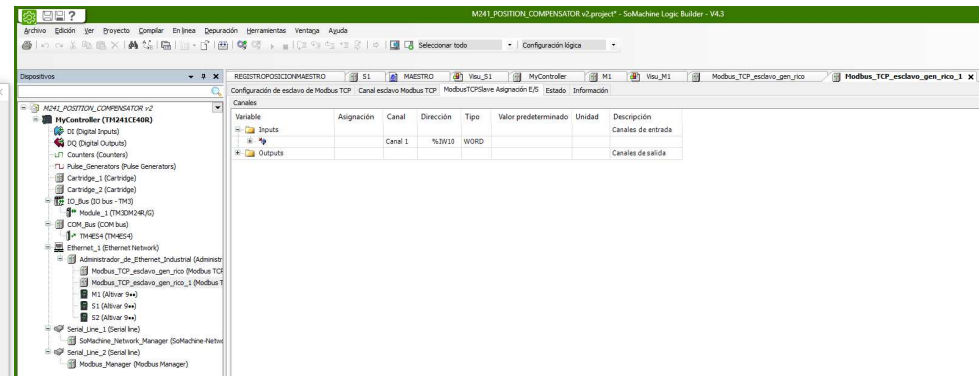 M241_POSITION_COMPENSATOR v2.project* - SoMachine Logic Builder - V4.3
Archivo Edición Ver Proyecto Compilar En línea Depuración Herramientas Ventana Ayuda
Seleccionar todo Configuración lógica
Dispositivos
REGISTROPOSICIONMAESTRO S1 MAESTRO Visu_S1 MyController M1 Visu_M1 Modbus_TCP_esclavo_gen_rico Modbus_TCP_esclavo_gen_rico_1
Configuración de esclavo de Modbus TCP Canal esclavo Modbus TCP ModbusTCPSlave Asignación E/S Estado Información
Canales
Variable Asignación Canal Dirección Tipo Valor predeterminado Unidad Descripción
Inputs Canales de entrada
Canal 1 %IW10 WORD
Outputs Canales de salida
M241_POSITION_COMPENSATOR v2
MyController (TM241CE40R)
DI (Digital Inputs)
DQ (Digital Outputs)
Counters (Counters)
Pulse_Generators (Pulse Generators)
Cartridge_1 (Cartridge)
Cartridge_2 (Cartridge)
IO_Bus (IO bus - TM3)
Module_1 (TM3DM24R/G)
COM_Bus (COM bus)
TM4ES4 (TM4ES4)
Ethernet_1 (Ethernet Network)
Administrador_de_Ethernet_Industrial (Administr
Modbus_TCP_esclavo_gen_rico (Modbus TCP
Modbus_TCP_esclavo_gen_rico_1 (Modbus T
M1 (Altivar 9••)
S1 (Altivar 9••)
S2 (Altivar 9••)
Serial_Line_1 (Serial line)
SoMachine_Network_Manager (SoMachine-Netwo
Serial_Line_2 (Serial line)
Modbus_Manager (Modbus Manager)